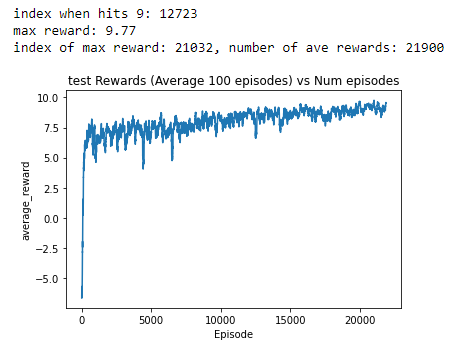 index when hits 9: 12723
max reward: 9.77
index of max reward: 21032, number of ave rewards: 21900
test Rewards (Average 100 episodes) vs Num episodes
average_reward
10.0
7.5
5.0
2.5
0.0
−2.5
−5.0
0 5000 10000 15000 20000
Episode